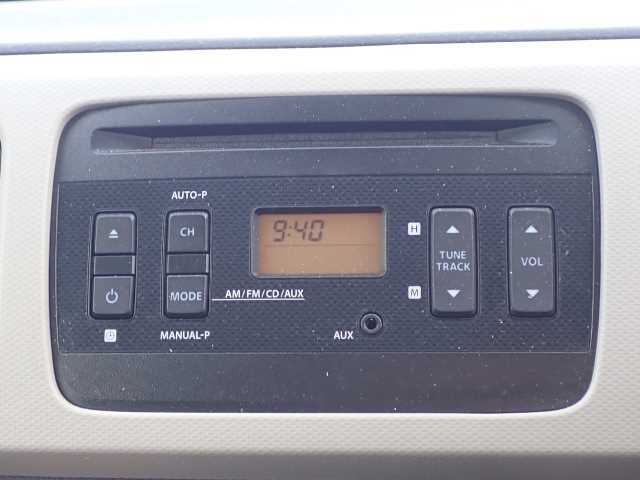 AUTO-P
CH
9:40
H
TUNE
TRACK
VOL
MODE
AM/FM/CD/AUX
M
MANUAL-P
AUX